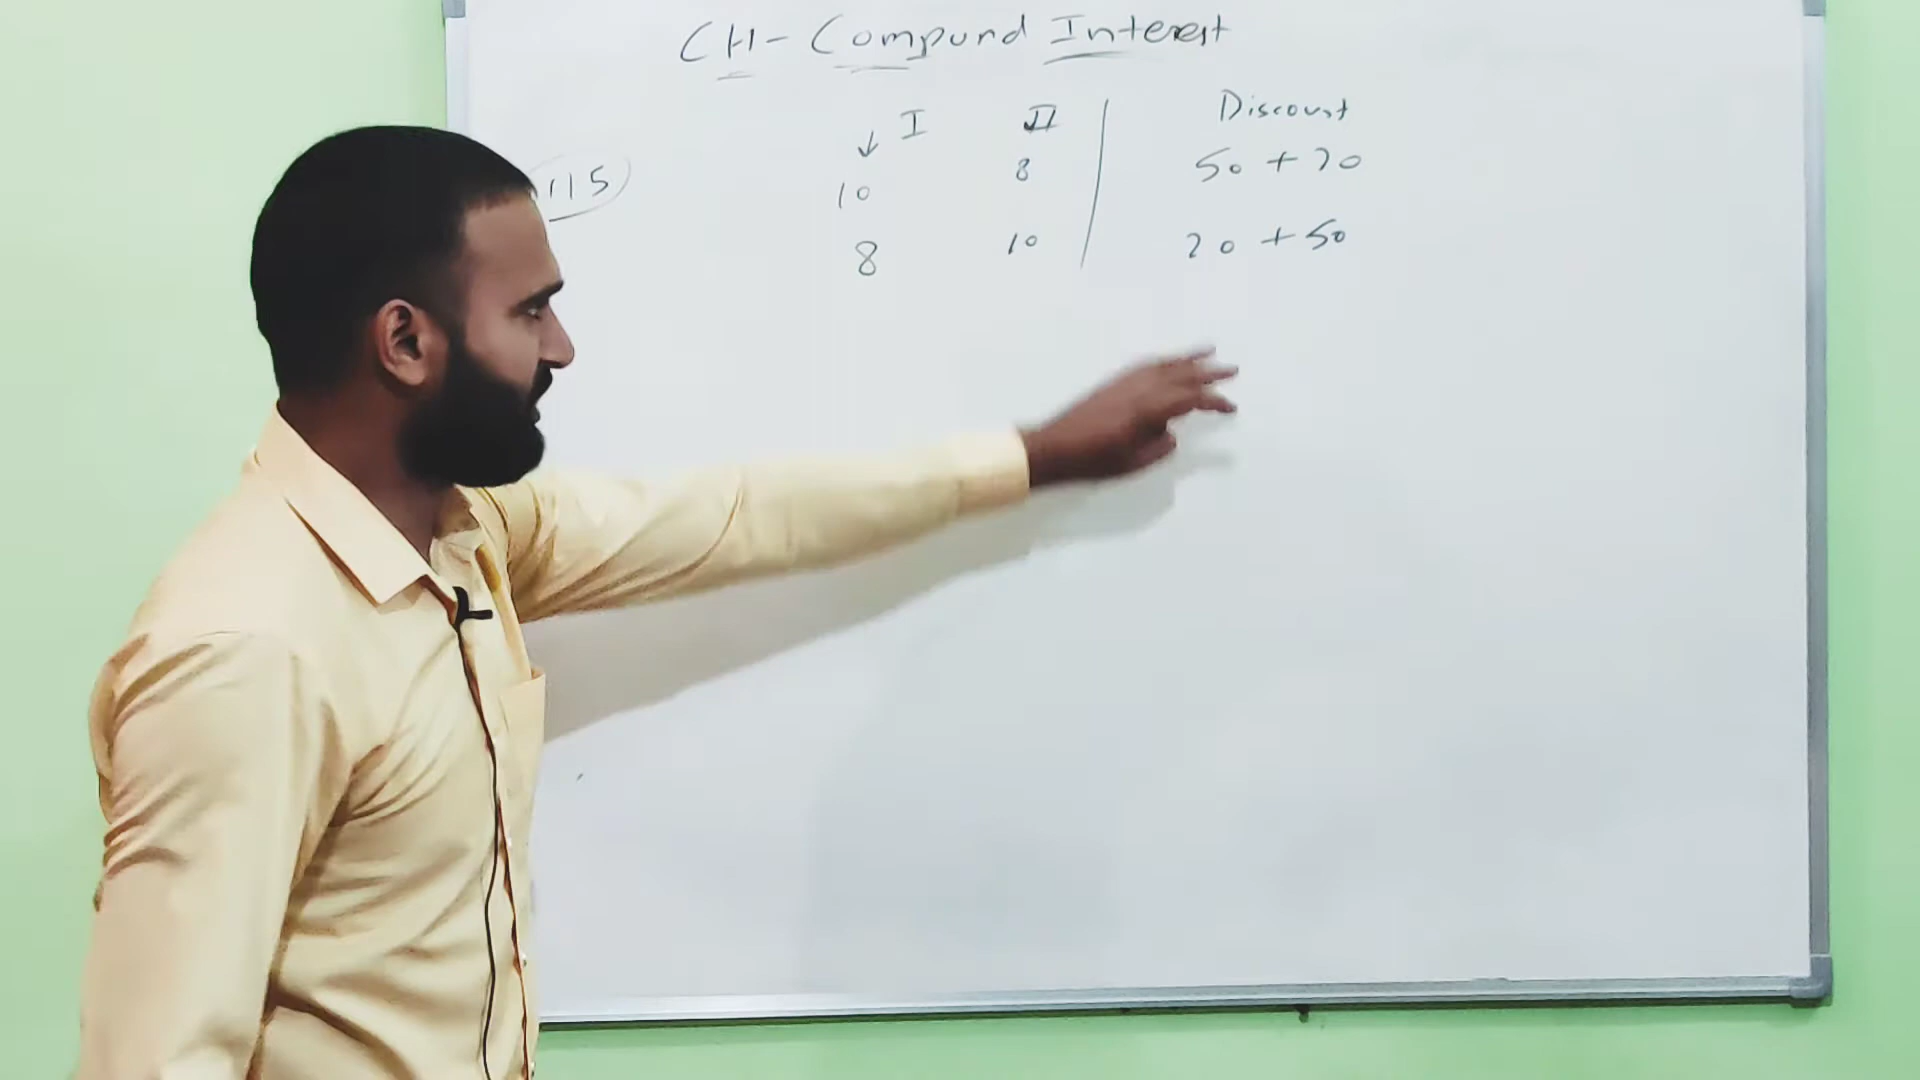 CH - Compund Interest
I II Discount
115
10 8 50 + 20
8 10 20 + 50